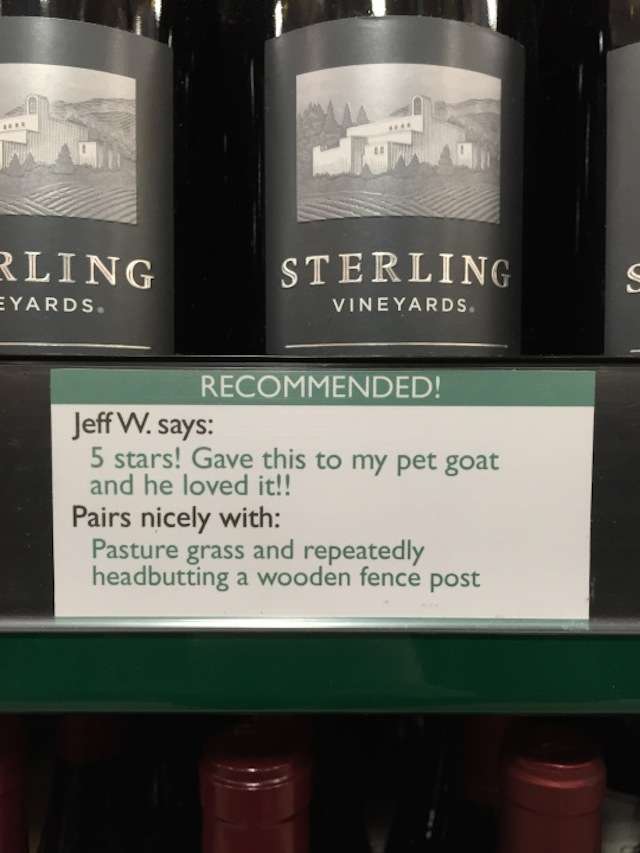 RLING
EYARDS.
STERLING
VINEYARDS.
S
RECOMMENDED!
Jeff W. says:
5 stars! Gave this to my pet goat
and he loved it!!
Pairs nicely with:
Pasture grass and repeatedly
headbutting a wooden fence post